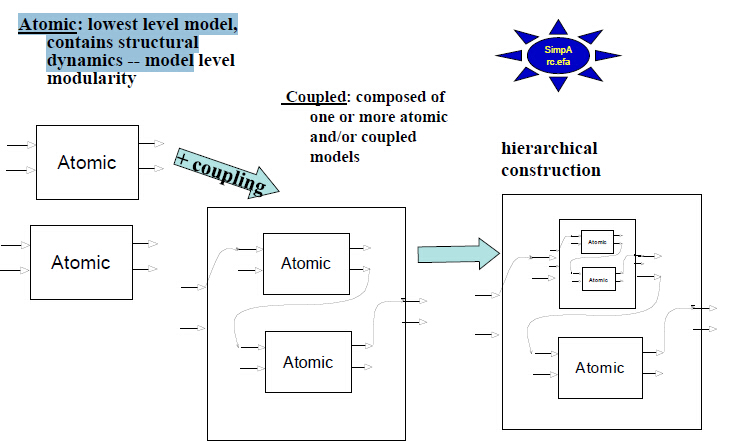 Atomic: lowest level model,
contains structural
dynamics -- model level
modularity
SimpA
rc.efa
Coupled: composed of
one or more atomic
and/or coupled
models
hierarchical
construction
+ coupling
Atomic
Atomic
Atomic
Atomic
Atomic
Atomic
Atomic